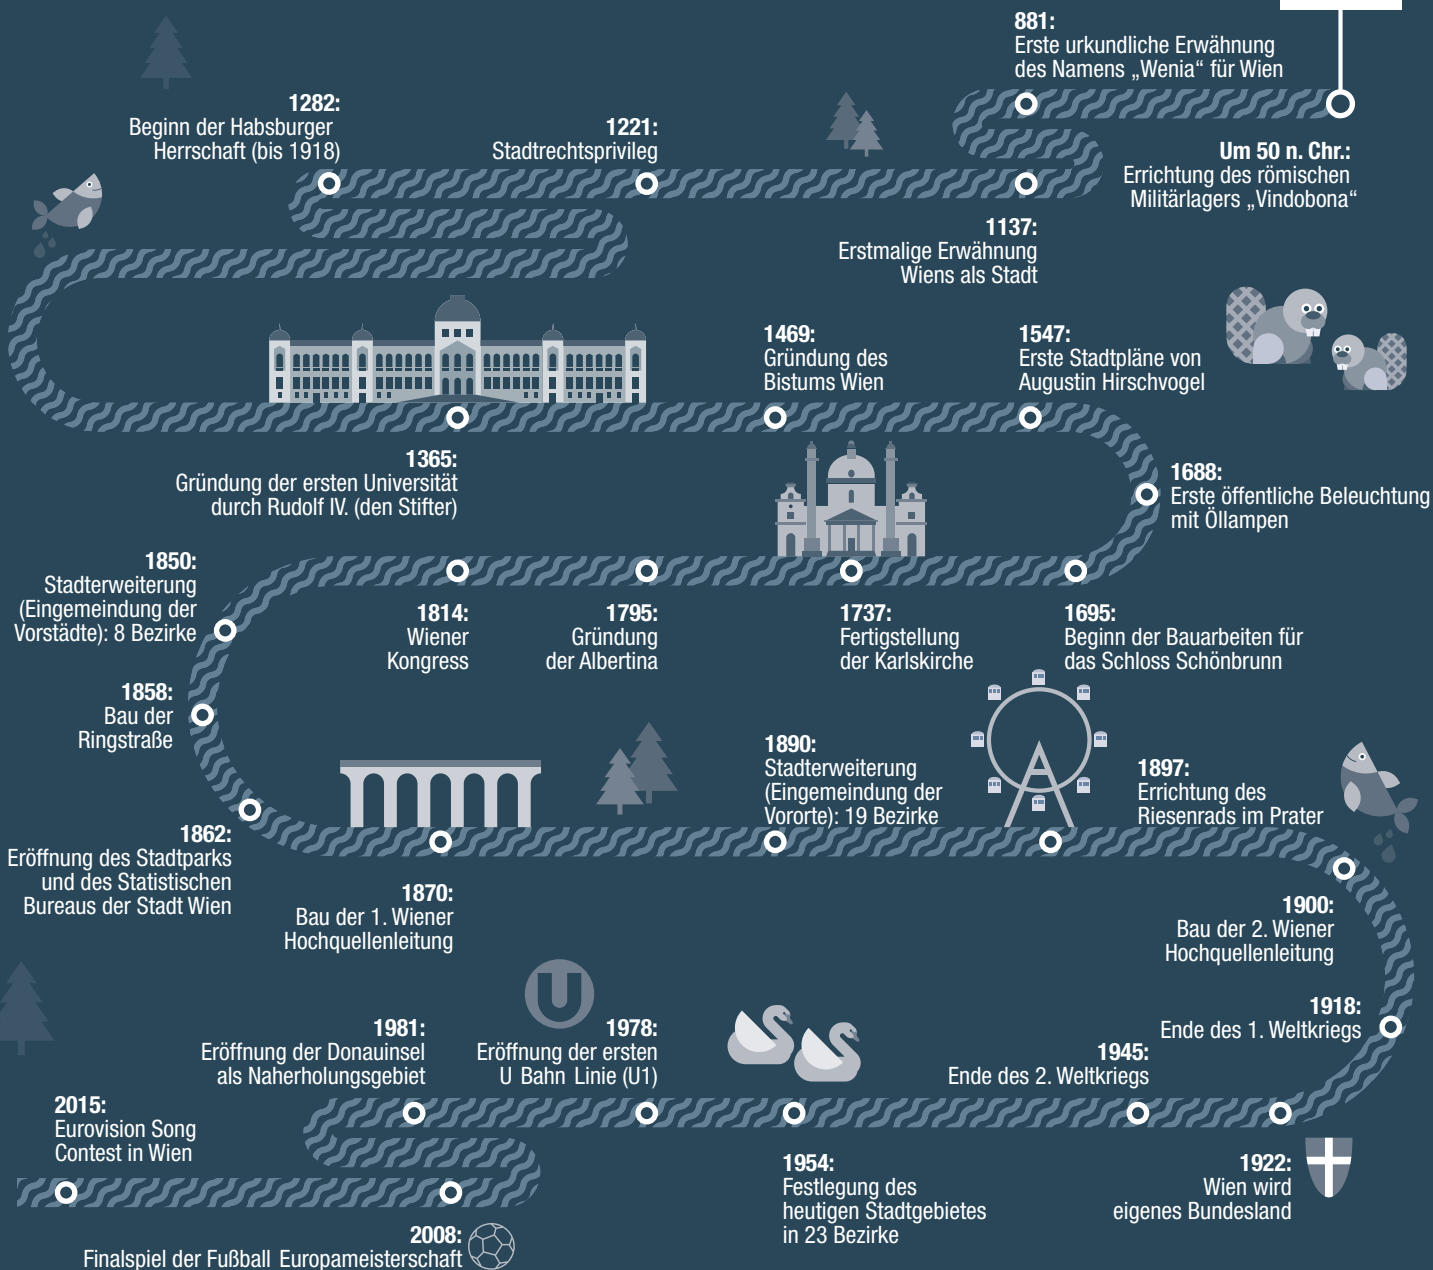 Um 50 n. Chr.:
Errichtung des römischen
Militärlagers „Vindobona“
881:
Erste urkundliche Erwähnung
des Namens „Wenia“ für Wien
1137:
Erstmalige Erwähnung
Wiens als Stadt
1221:
Stadtrechtsprivileg
1282:
Beginn der Habsburger
Herrschaft (bis 1918)
1365:
Gründung der ersten Universität
durch Rudolf IV. (den Stifter)
1469:
Gründung des
Bistums Wien
1547:
Erste Stadtpläne von
Augustin Hirschvogel
1688:
Erste öffentliche Beleuchtung
mit Öllampen
1695:
Beginn der Bauarbeiten für
das Schloss Schönbrunn
1737:
Fertigstellung
der Karlskirche
1795:
Gründung
der Albertina
1814:
Wiener
Kongress
1850:
Stadterweiterung
(Eingemeindung der
Vorstädte): 8 Bezirke
1858:
Bau der
Ringstraße
1862:
Eröffnung des Stadtparks
und des Statistischen
Bureaus der Stadt Wien
1870:
Bau der 1. Wiener
Hochquellenleitung
1890:
Stadterweiterung
(Eingemeindung der
Vororte): 19 Bezirke
1897:
Errichtung des
Riesenrads im Prater
1900:
Bau der 2. Wiener
Hochquellenleitung
1918:
Ende des 1. Weltkriegs
1922:
Wien wird
eigenes Bundesland
1945:
Ende des 2. Weltkriegs
1954:
Festlegung des
heutigen Stadtgebietes
in 23 Bezirke
U
1978:
Eröffnung der ersten
U Bahn Linie (U1)
1981:
Eröffnung der Donauinsel
als Naherholungsgebiet
2008:
Finalspiel der Fußball Europameisterschaft
2015:
Eurovision Song
Contest in Wien